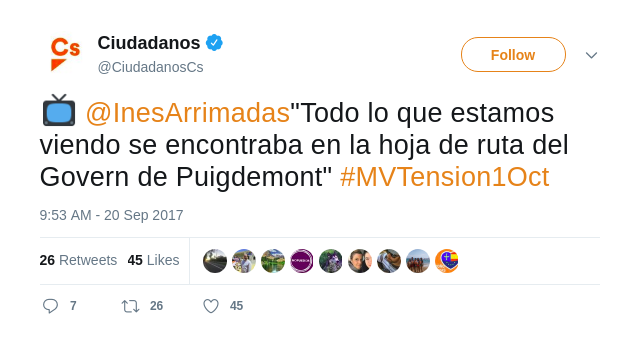 Cs
Ciudadanos
@CiudadanosCs
Follow
@InesArrimadas"Todo lo que estamos
viendo se encontraba en la hoja de ruta del
Govern de Puigdemont" #MVTension1Oct
9:53 AM - 20 Sep 2017
26 Retweets 45 Likes
7 26 45